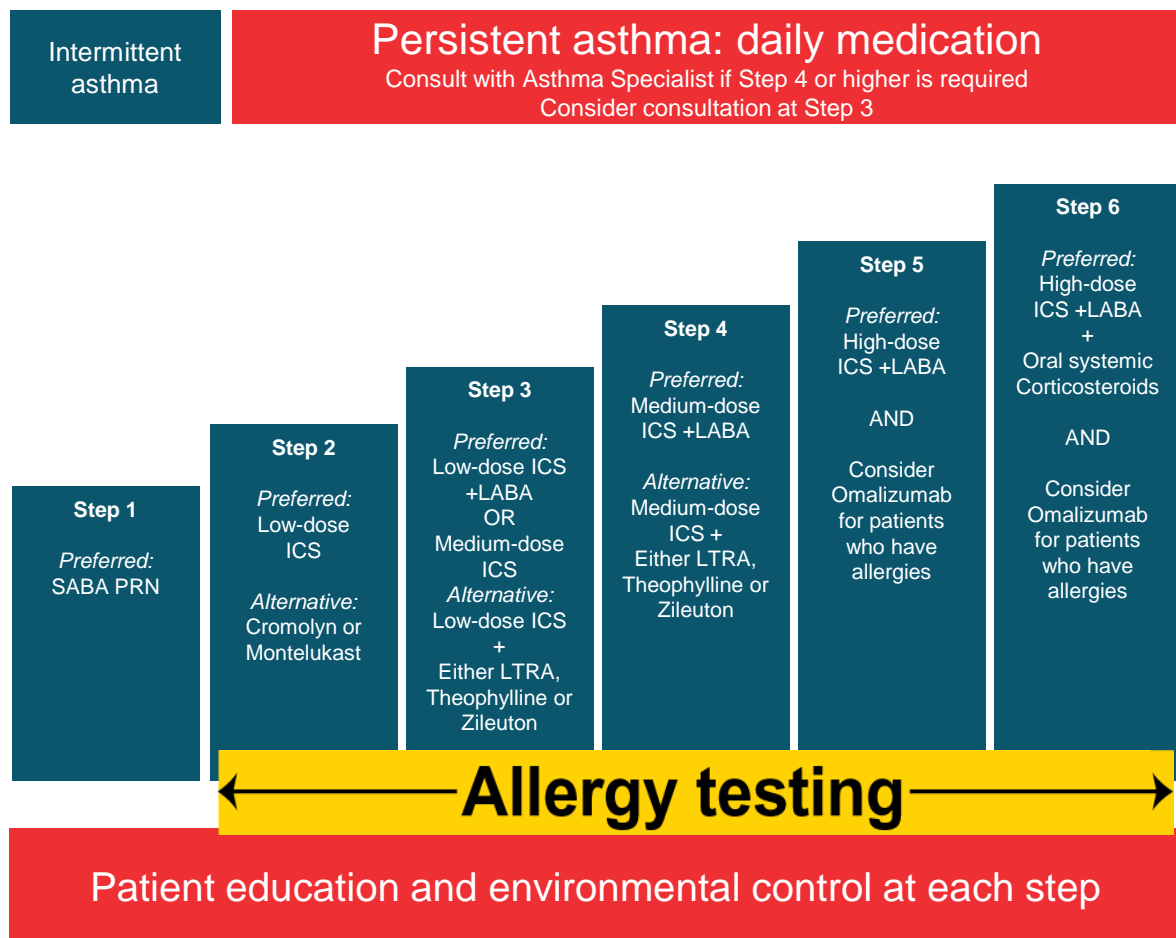 Intermittent
asthma
Persistent asthma: daily medication
Consult with Asthma Specialist if Step 4 or higher is required
Consider consultation at Step 3
Step 1
Preferred:
SABA PRN
Step 2
Preferred:
Low-dose
ICS
Alternative:
Cromolyn or
Montelukast
Step 3
Preferred:
Low-dose ICS
+LABA
OR
Medium-dose
ICS
Alternative:
Low-dose ICS
+
Either LTRA,
Theophylline or
Zileuton
Step 4
Preferred:
Medium-dose
ICS +LABA
Alternative:
Medium-dose
ICS +
Either LTRA,
Theophylline or
Zileuton
Step 5
Preferred:
High-dose
ICS +LABA
AND
Consider
Omalizumab
for patients
who have
allergies
Step 6
Preferred:
High-dose
ICS +LABA
+
Oral systemic
Corticosteroids
AND
Consider
Omalizumab
for patients
who have
allergies
Allergy testing
Patient education and environmental control at each step